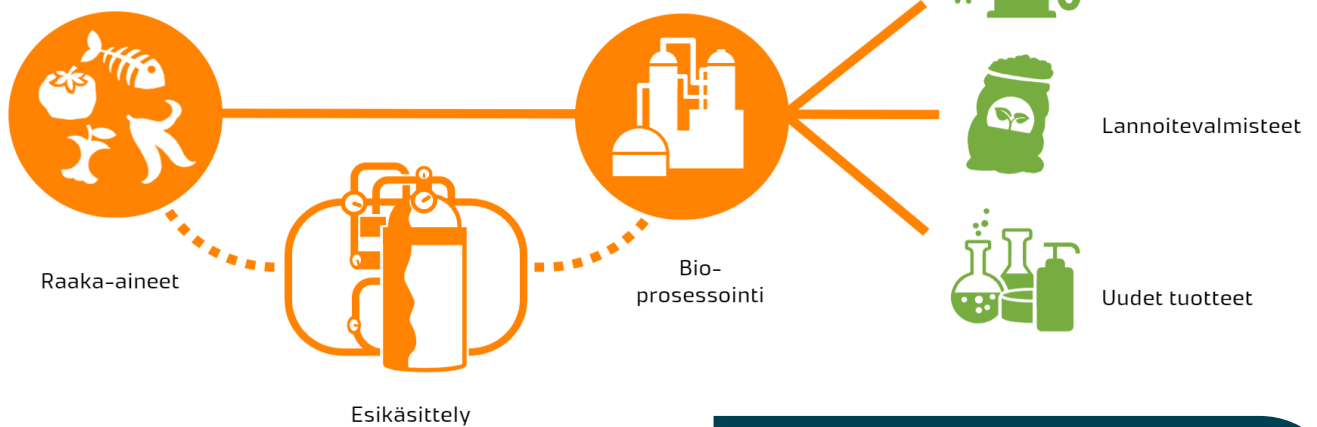 Lannoitevalmisteet
Raaka-aineet
Bio-
prosessointi
Uudet tuotteet
Esikäsittely